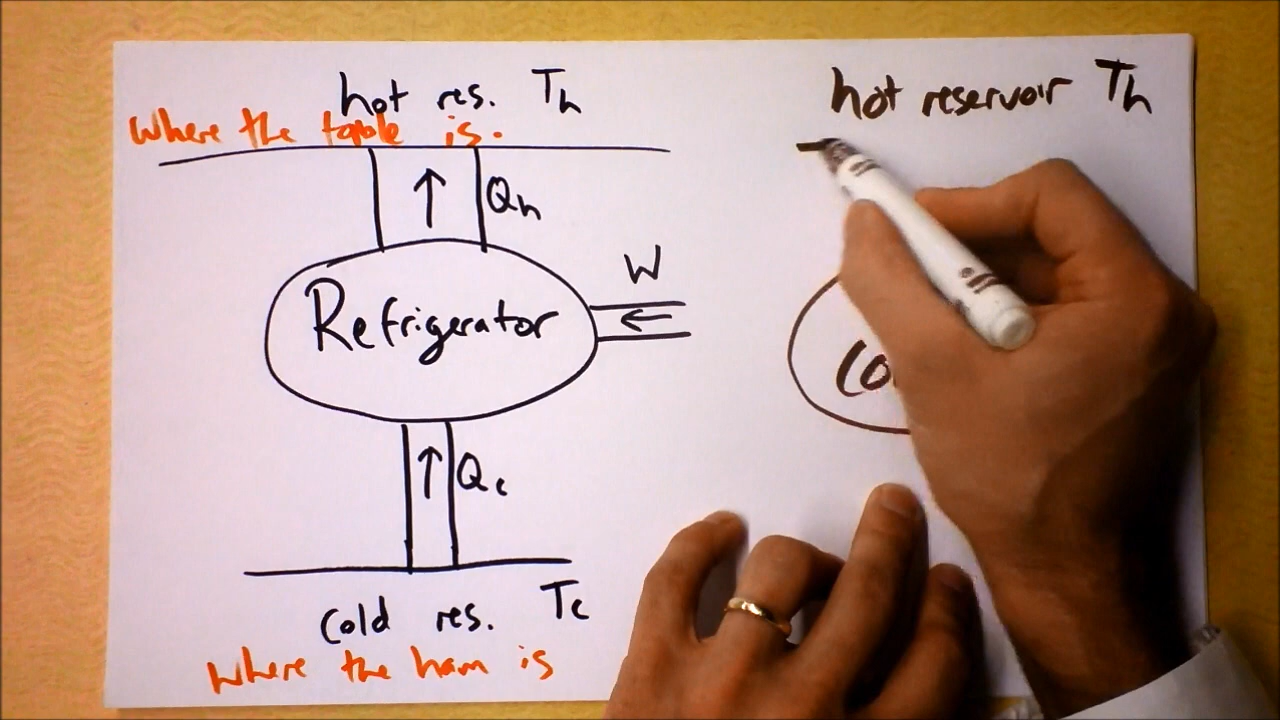 hot res. Th
where the table is.
Qh
W
Refrigerator
Qc
Cold res. Tc
where the ham is
hot reservoir Th